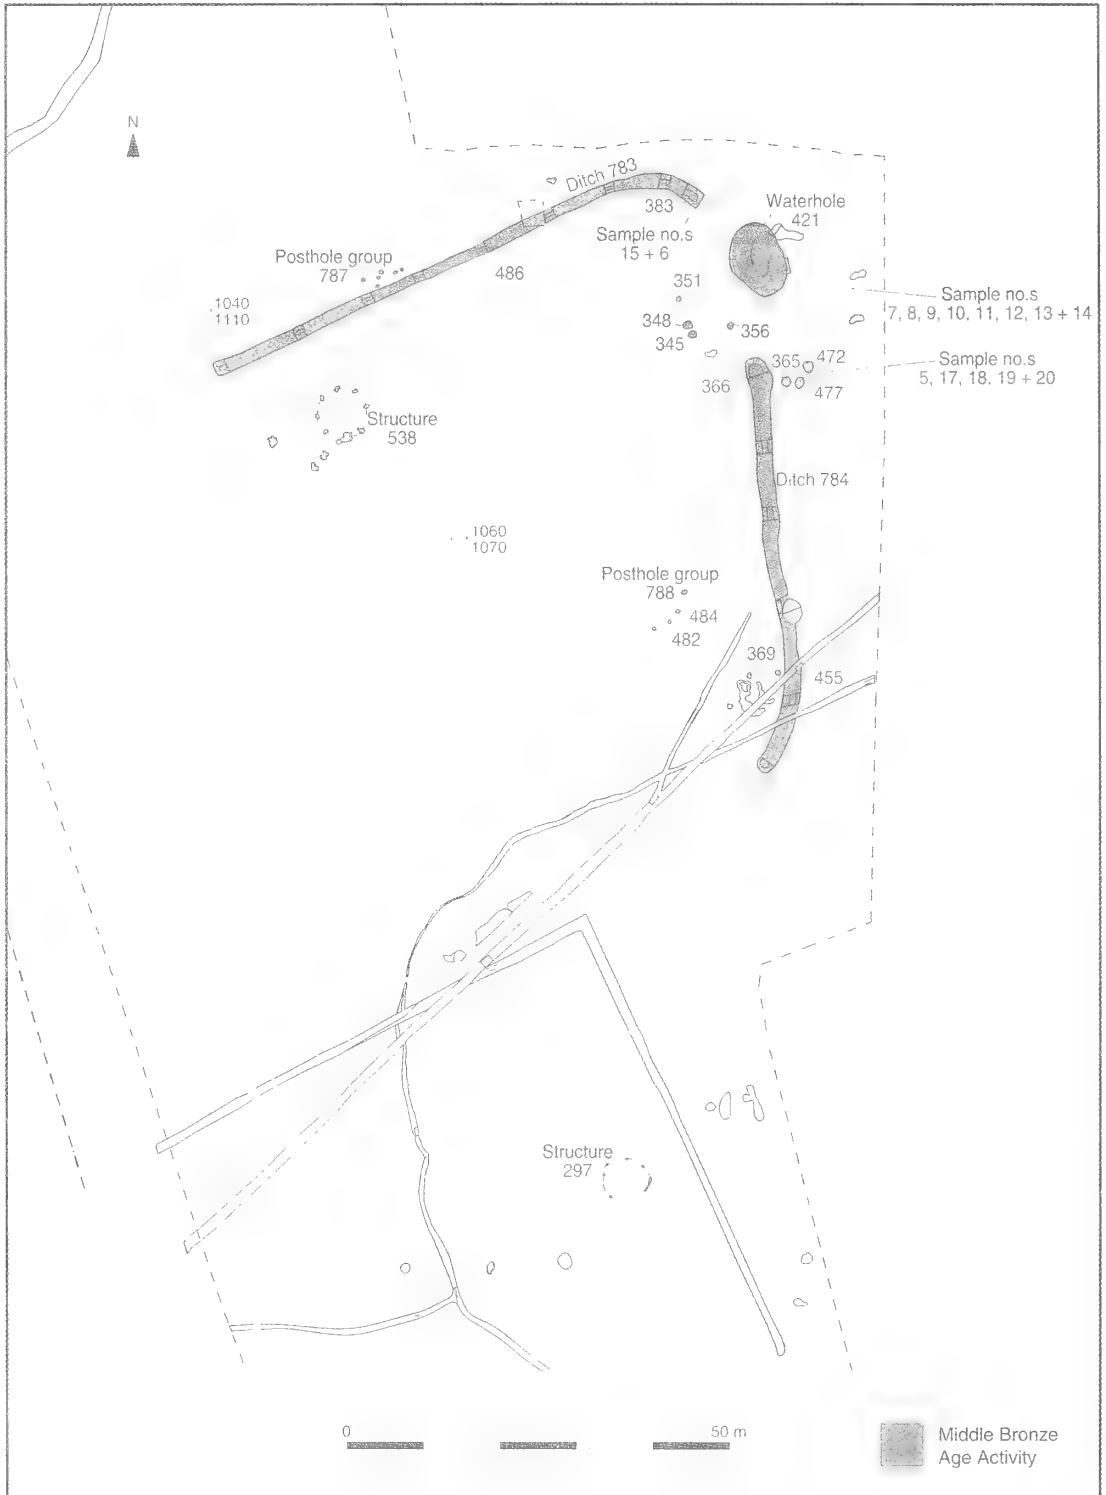 N
Ditch 783
383
Waterhole
421
Sample no.s
15 + 6
Posthole group
787
486
351
1040
1110
Sample no.s
7, 8, 9, 10, 11, 12, 13 + 14
348
356
345
365
472
Sample no.s
5, 17, 18, 19 + 20
366
477
Structure
538
Ditch 784
1060
1070
Posthole group
788
484
482
369
455
Structure
297
0
50 m
Middle Bronze
Age Activity